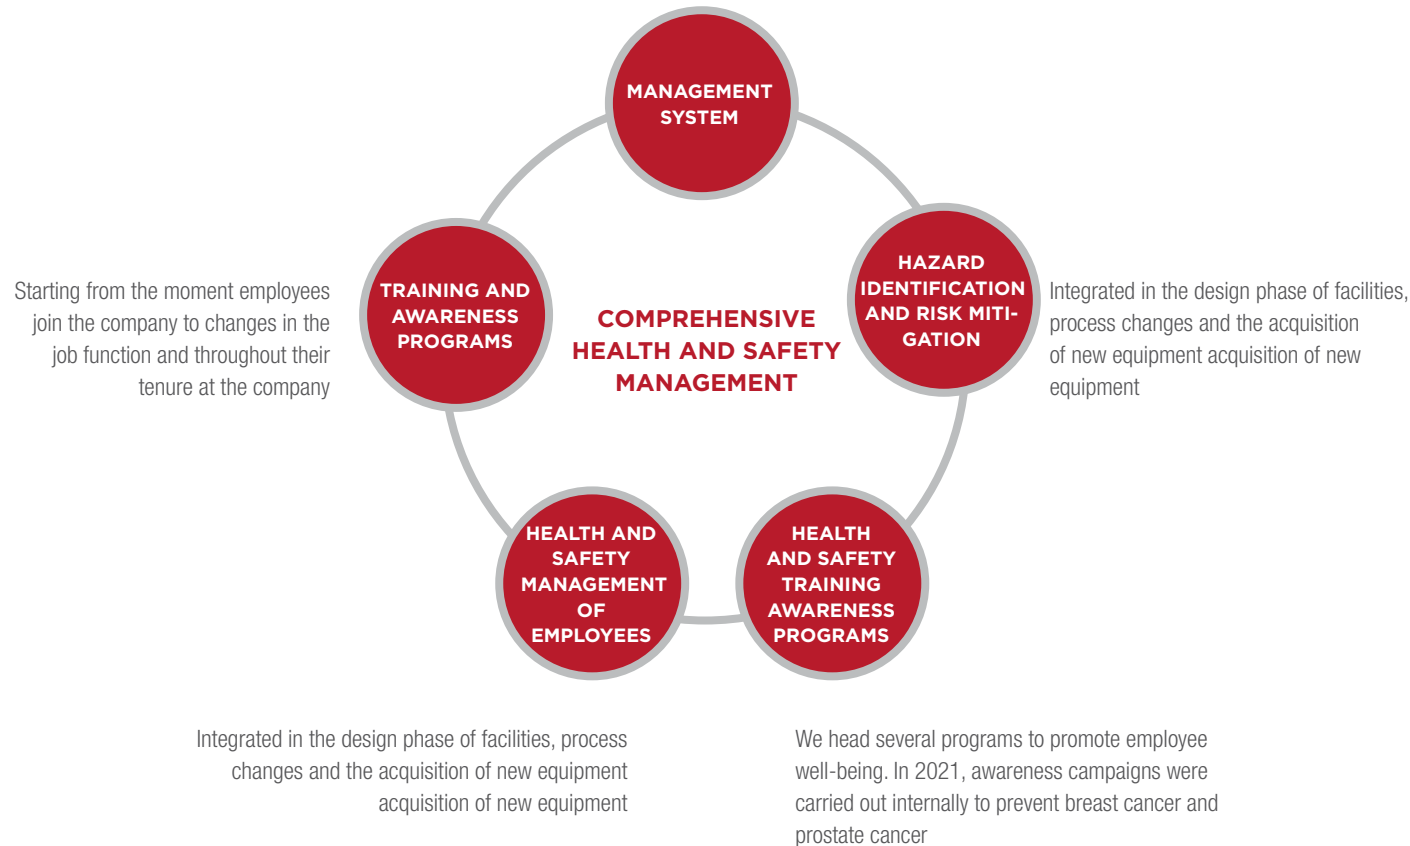 MANAGEMENT
SYSTEM
HAZARD
IDENTIFICATION
AND RISK MITI-
GATION
Integrated in the design phase of facilities,
process changes and the acquisition
of new equipment acquisition of new
equipment
TRAINING AND
AWARENESS
PROGRAMS
Starting from the moment employees
join the company to changes in the
job function and throughout their
tenure at the company
COMPREHENSIVE
HEALTH AND SAFETY
MANAGEMENT
HEALTH AND
SAFETY
MANAGEMENT
OF
EMPLOYEES
HEALTH
AND SAFETY
TRAINING
AWARENESS
PROGRAMS
Integrated in the design phase of facilities, process
changes and the acquisition of new equipment
acquisition of new equipment
We head several programs to promote employee
well-being. In 2021, awareness campaigns were
carried out internally to prevent breast cancer and
prostate cancer